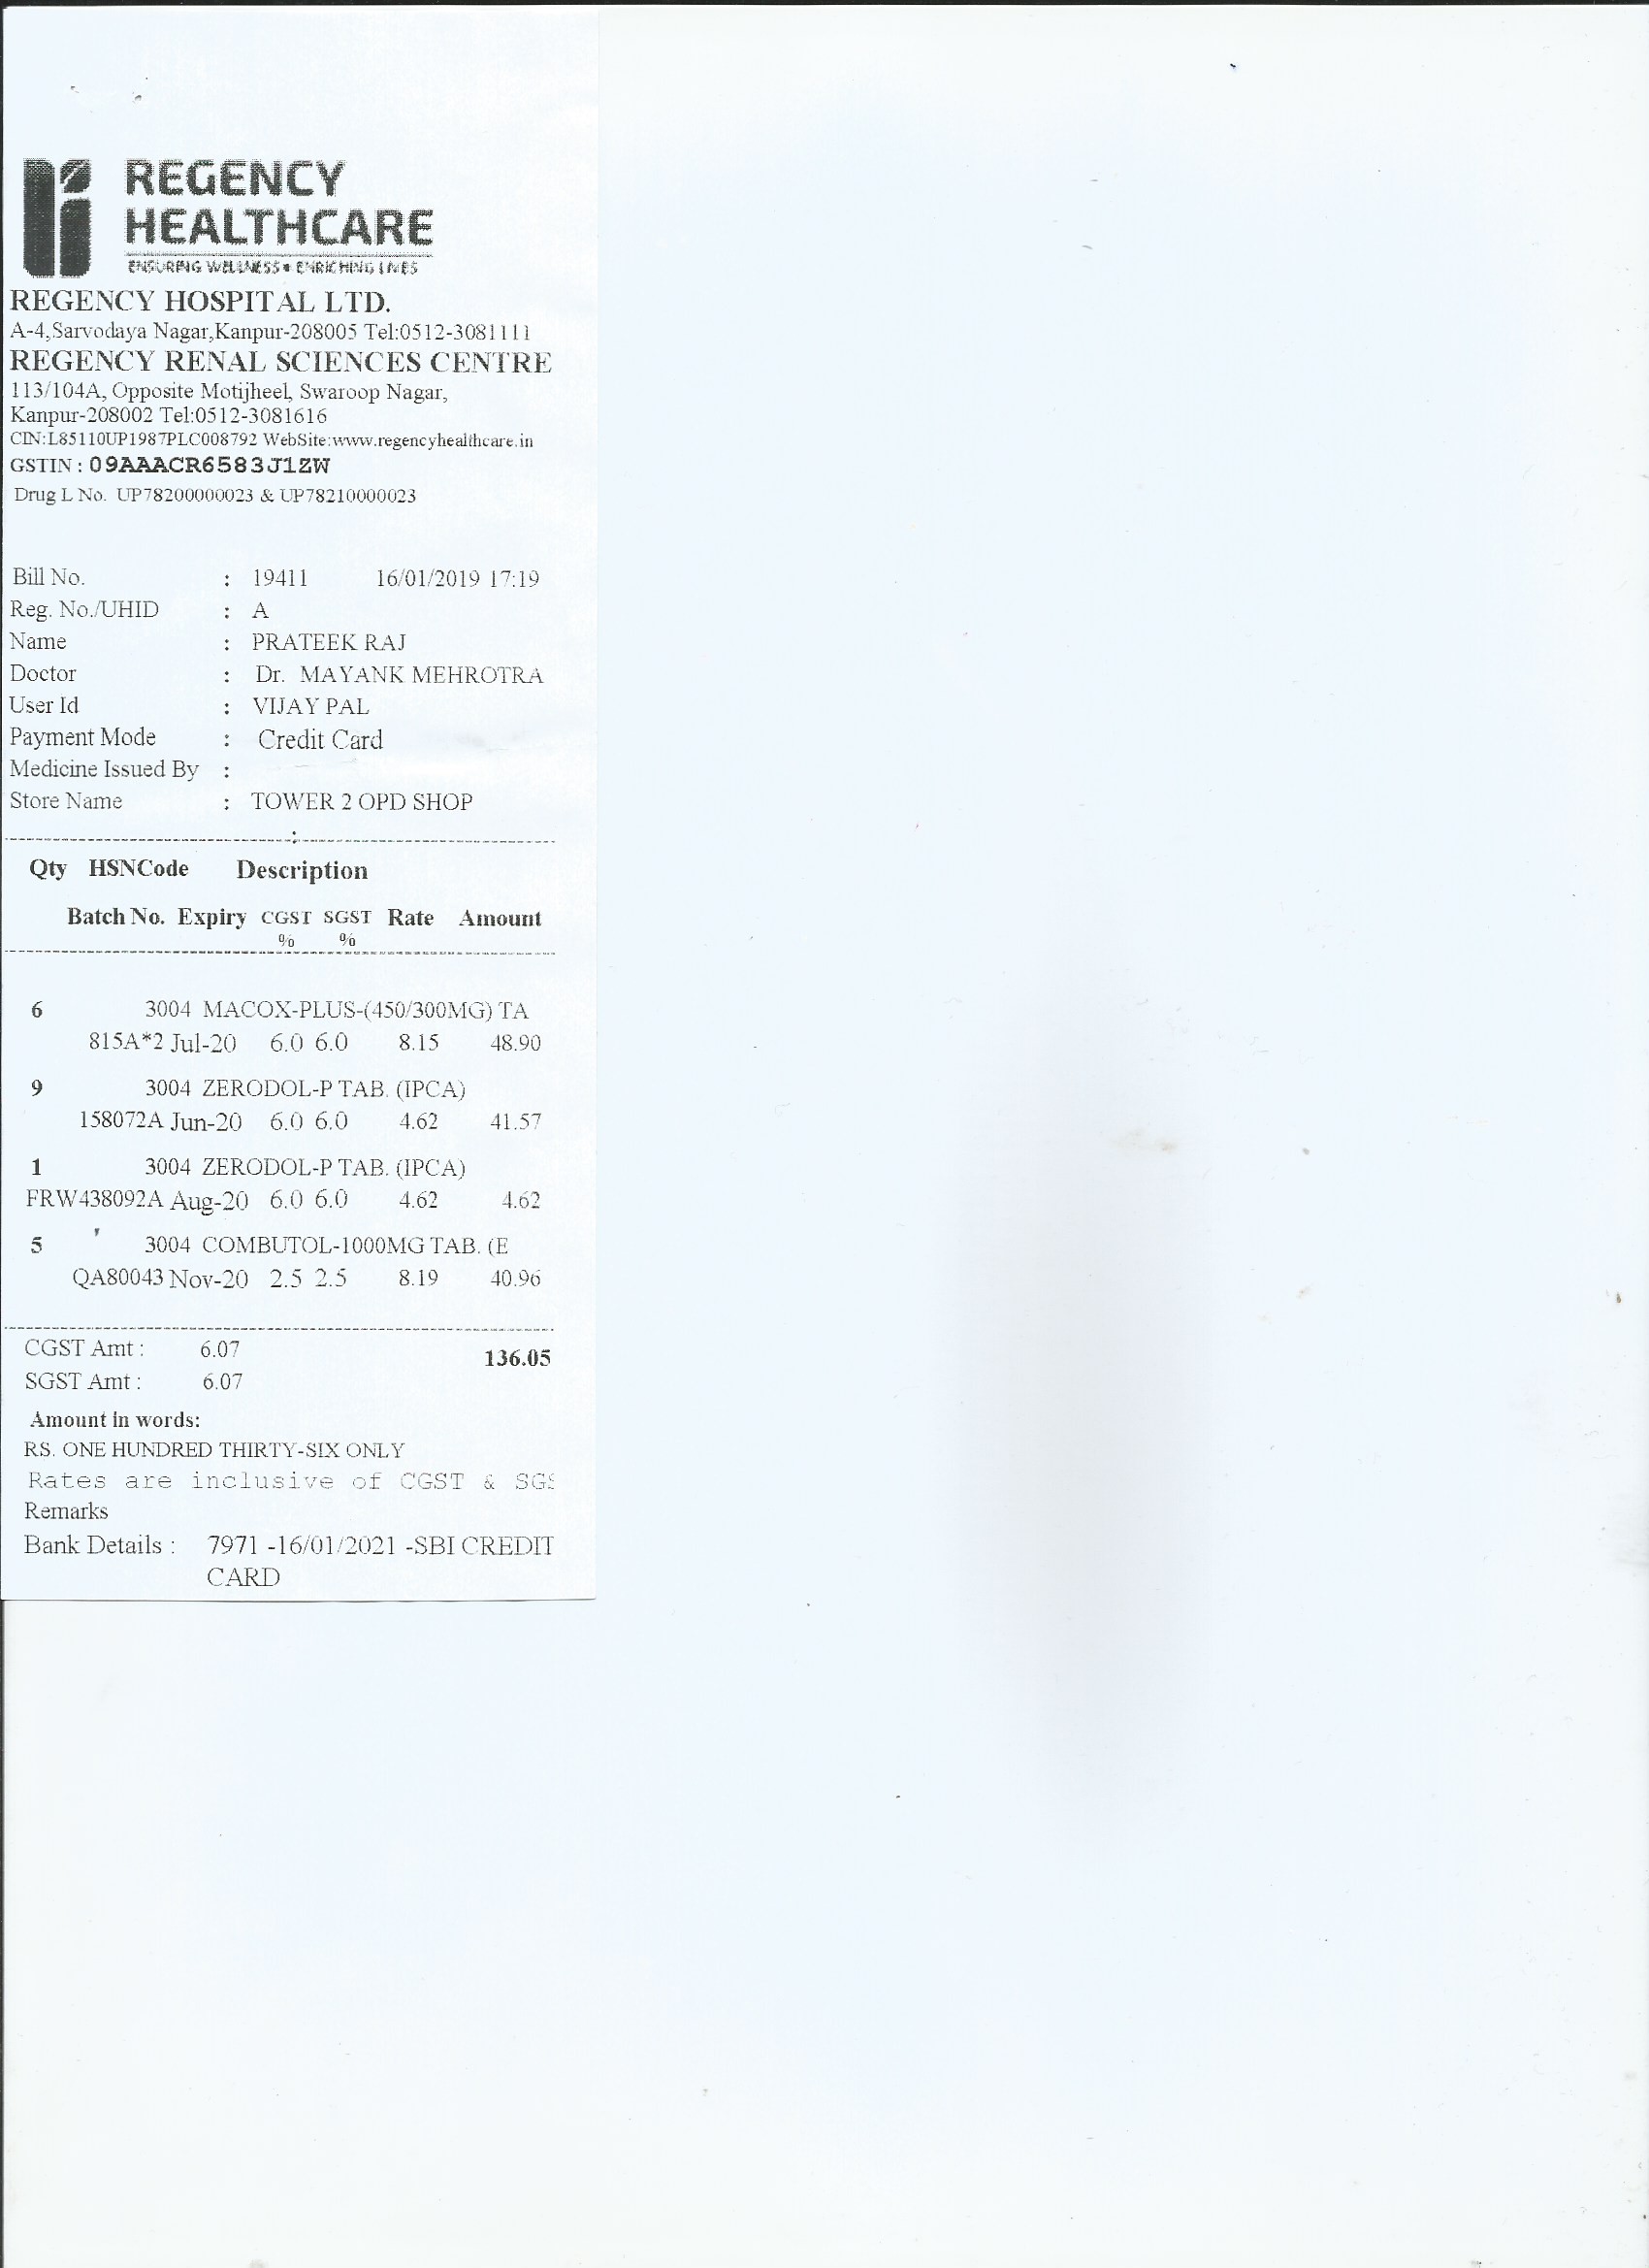 REGENCY
HEALTHCARE
ENSURING WELLNESS • ENRICHING LIVES
REGENCY HOSPITAL LTD.
A-4,Sarvodaya Nagar,Kanpur-208005 Tel:0512-3081111
REGENCY RENAL SCIENCES CENTRE
113/104A, Opposite Motijheel, Swaroop Nagar,
Kanpur-208002 Tel:0512-3081616
CIN:L85110UP1987PLC008792 WebSite:www.regencyhealthcare.in
GSTIN : 09AAACR6583J1ZW
Drug L No. UP78200000023 & UP78210000023
Bill No. : 19411 16/01/2019 17:19
Reg. No./UHID : A
Name : PRATEEK RAJ
Doctor : Dr. MAYANK MEHROTRA
User Id : VIJAY PAL
Payment Mode : Credit Card
Medicine Issued By :
Store Name : TOWER 2 OPD SHOP
Qty HSNCode Description
Batch No. Expiry CGST SGST Rate Amount
% %
6 3004 MACOX-PLUS-(450/300MG) TA
815A*2 Jul-20 6.0 6.0 8.15 48.90
9 3004 ZERODOL-P TAB. (IPCA)
158072A Jun-20 6.0 6.0 4.62 41.57
1 3004 ZERODOL-P TAB. (IPCA)
FRW438092A Aug-20 6.0 6.0 4.62 4.62
5 3004 COMBUTOL-1000MG TAB. (E
QA80043 Nov-20 2.5 2.5 8.19 40.96
CGST Amt : 6.07 136.05
SGST Amt : 6.07
Amount in words:
RS. ONE HUNDRED THIRTY-SIX ONLY
Rates are inclusive of CGST & SGS
Remarks
Bank Details : 7971 -16/01/2021 -SBI CREDIT
CARD